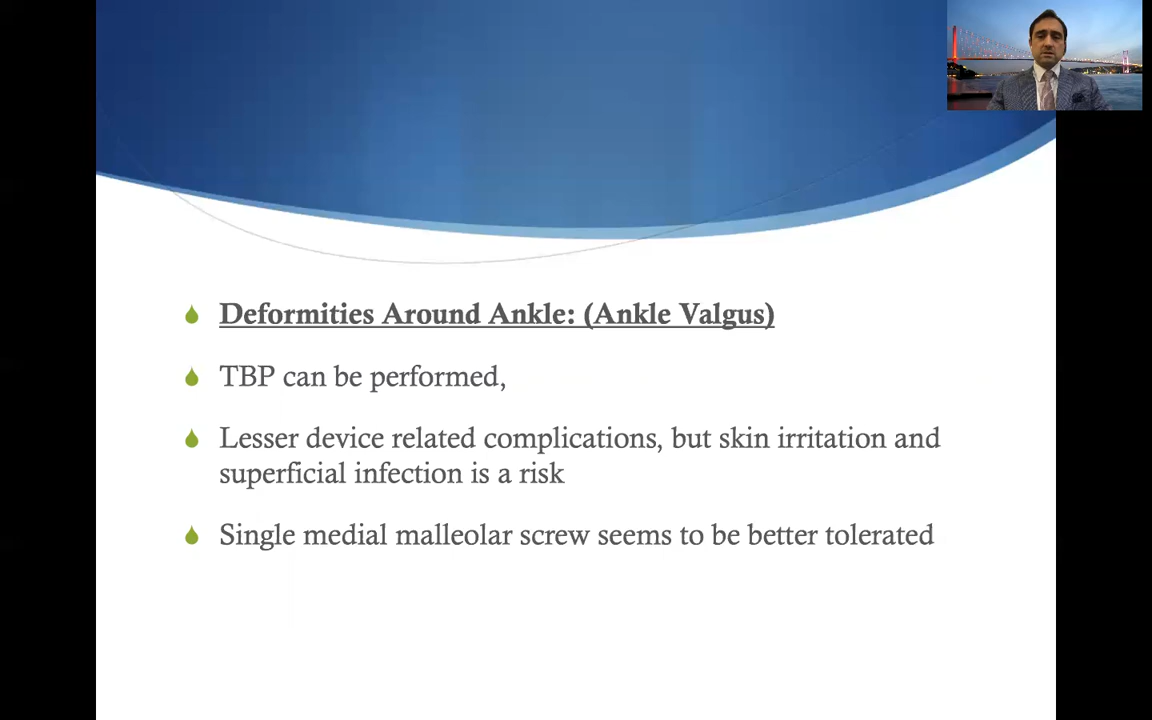 Deformities Around Ankle: (Ankle Valgus)
TBP can be performed,
Lesser device related complications, but skin irritation and
superficial infection is a risk
Single medial malleolar screw seems to be better tolerated